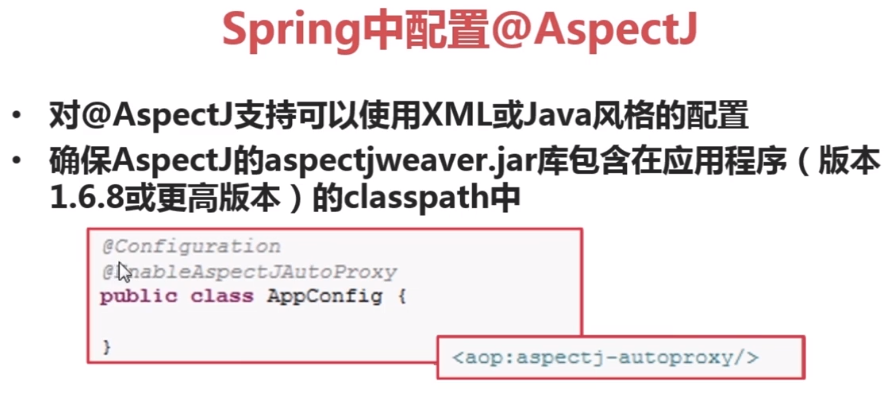 Spring中配置@AspectJ
• 对@AspectJ支持可以使用XML或Java风格的配置
• 确保AspectJ的aspectjweaver.jar库包含在应用程序（版本
1.6.8或更高版本）的classpath中
@Configuration
@EnableAspectJAutoProxy
public class AppConfig {
}
<aop:aspectj-autoproxy/>